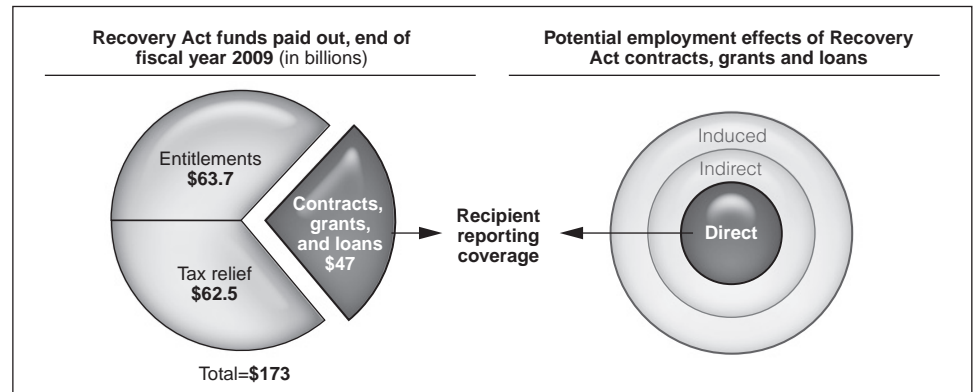 Recovery Act funds paid out, end of
fiscal year 2009 (in billions)
Potential employment effects of Recovery
Act contracts, grants and loans
Entitlements
$63.7
Contracts,
grants,
and loans
$47
Tax relief
$62.5
Total=$173
Recipient
reporting
coverage
Induced
Indirect
Direct